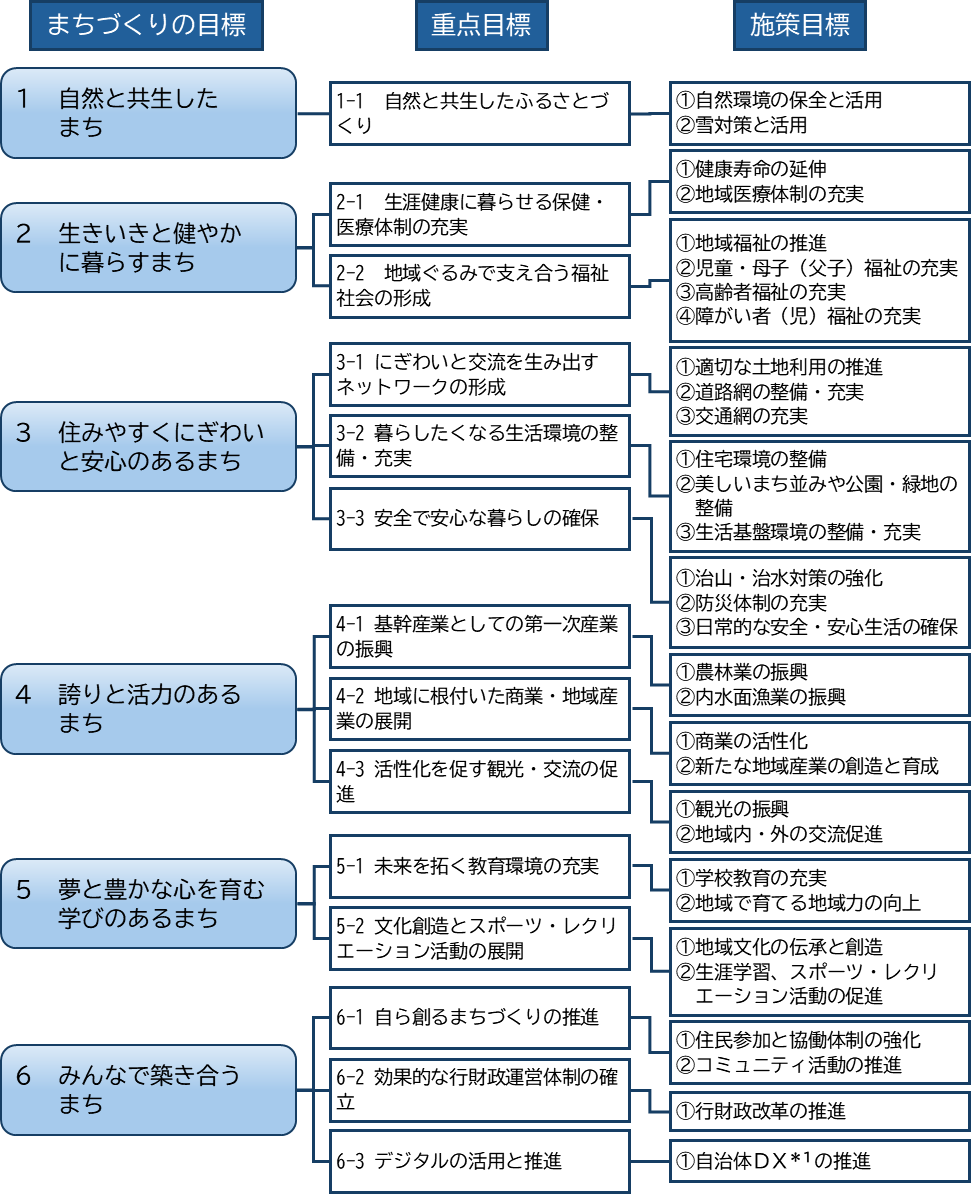 まちづくりの目標
重点目標
施策目標
1　自然と共生した
まち
1-1　自然と共生したふるさとづ
くり
①自然環境の保全と活用
②雪対策と活用
2　生きいきと健やか
に暮らすまち
2-1　生涯健康に暮らせる保健・
医療体制の充実
①健康寿命の延伸
②地域医療体制の充実
2-2　地域ぐるみで支え合う福祉
社会の形成
①地域福祉の推進
②児童・母子（父子）福祉の充実
③高齢者福祉の充実
④障がい者（児）福祉の充実
3　住みやすくにぎわい
と安心のあるまち
3-1 にぎわいと交流を生み出す
ネットワークの形成
①適切な土地利用の推進
②道路網の整備・充実
③交通網の充実
3-2 暮らしたくなる生活環境の整
備・充実
①住宅環境の整備
②美しいまち並みや公園・緑地の
整備
③生活基盤環境の整備・充実
3-3 安全で安心な暮らしの確保
①治山・治水対策の強化
②防災体制の充実
③日常的な安全・安心生活の確保
4　誇りと活力のある
まち
4-1 基幹産業としての第一次産業
の振興
①農林業の振興
②内水面漁業の振興
4-2 地域に根付いた商業・地域産
業の展開
①商業の活性化
②新たな地域産業の創造と育成
4-3 活性化を促す観光・交流の促
進
①観光の振興
②地域内・外の交流促進
5　夢と豊かな心を育む
学びのあるまち
5-1 未来を拓く教育環境の充実
①学校教育の充実
②地域で育てる地域力の向上
5-2 文化創造とスポーツ・レクリ
エーション活動の展開
①地域文化の伝承と創造
②生涯学習、スポーツ・レクリ
エーション活動の促進
6　みんなで築き合う
まち
6-1 自ら創るまちづくりの推進
①住民参加と協働体制の強化
②コミュニティ活動の推進
6-2 効果的な行財政運営体制の確
立
①行財政改革の推進
6-3 デジタルの活用と推進
①自治体ＤＸ*1の推進